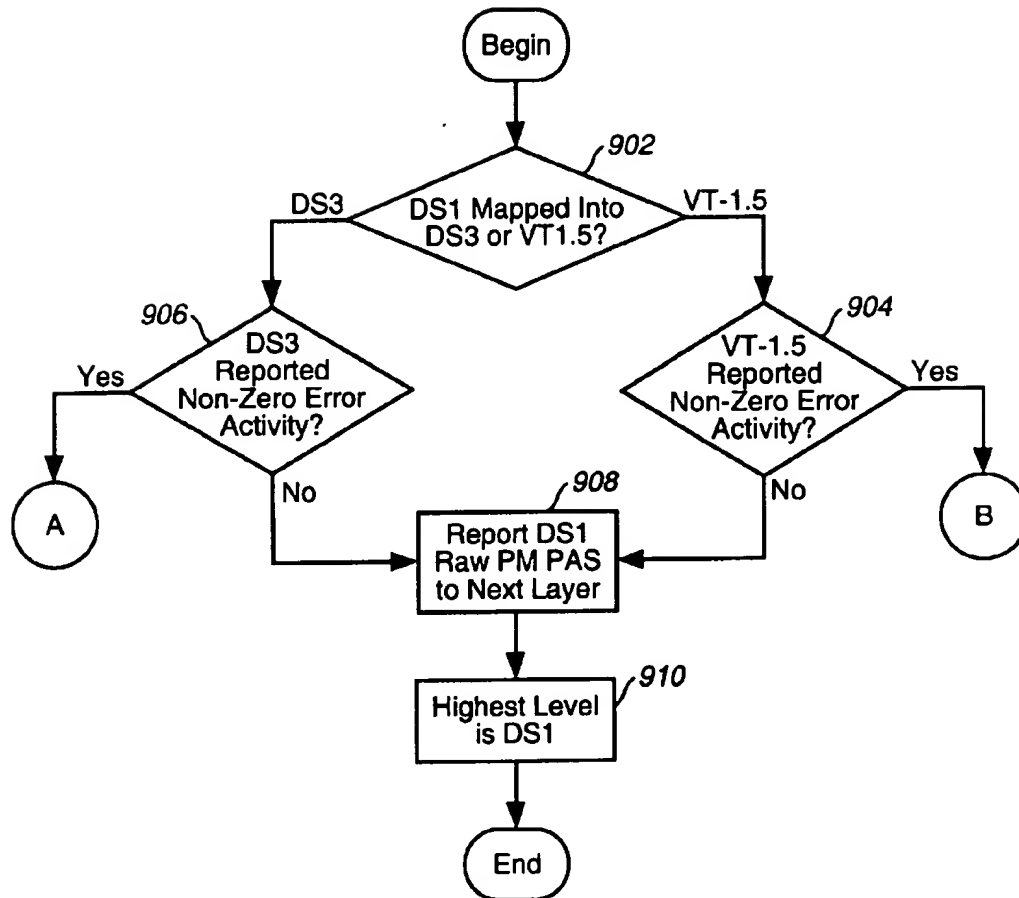 Begin
902
DS3
DS1 Mapped Into
DS3 or VT1.5?
VT-1.5
906
DS3
Reported
Non-Zero Error
Activity?
Yes
904
VT-1.5
Reported
Non-Zero Error
Activity?
Yes
A
No
908
No
B
Report DS1
Raw PM PAS
to Next Layer
910
Highest Level
is DS1
End